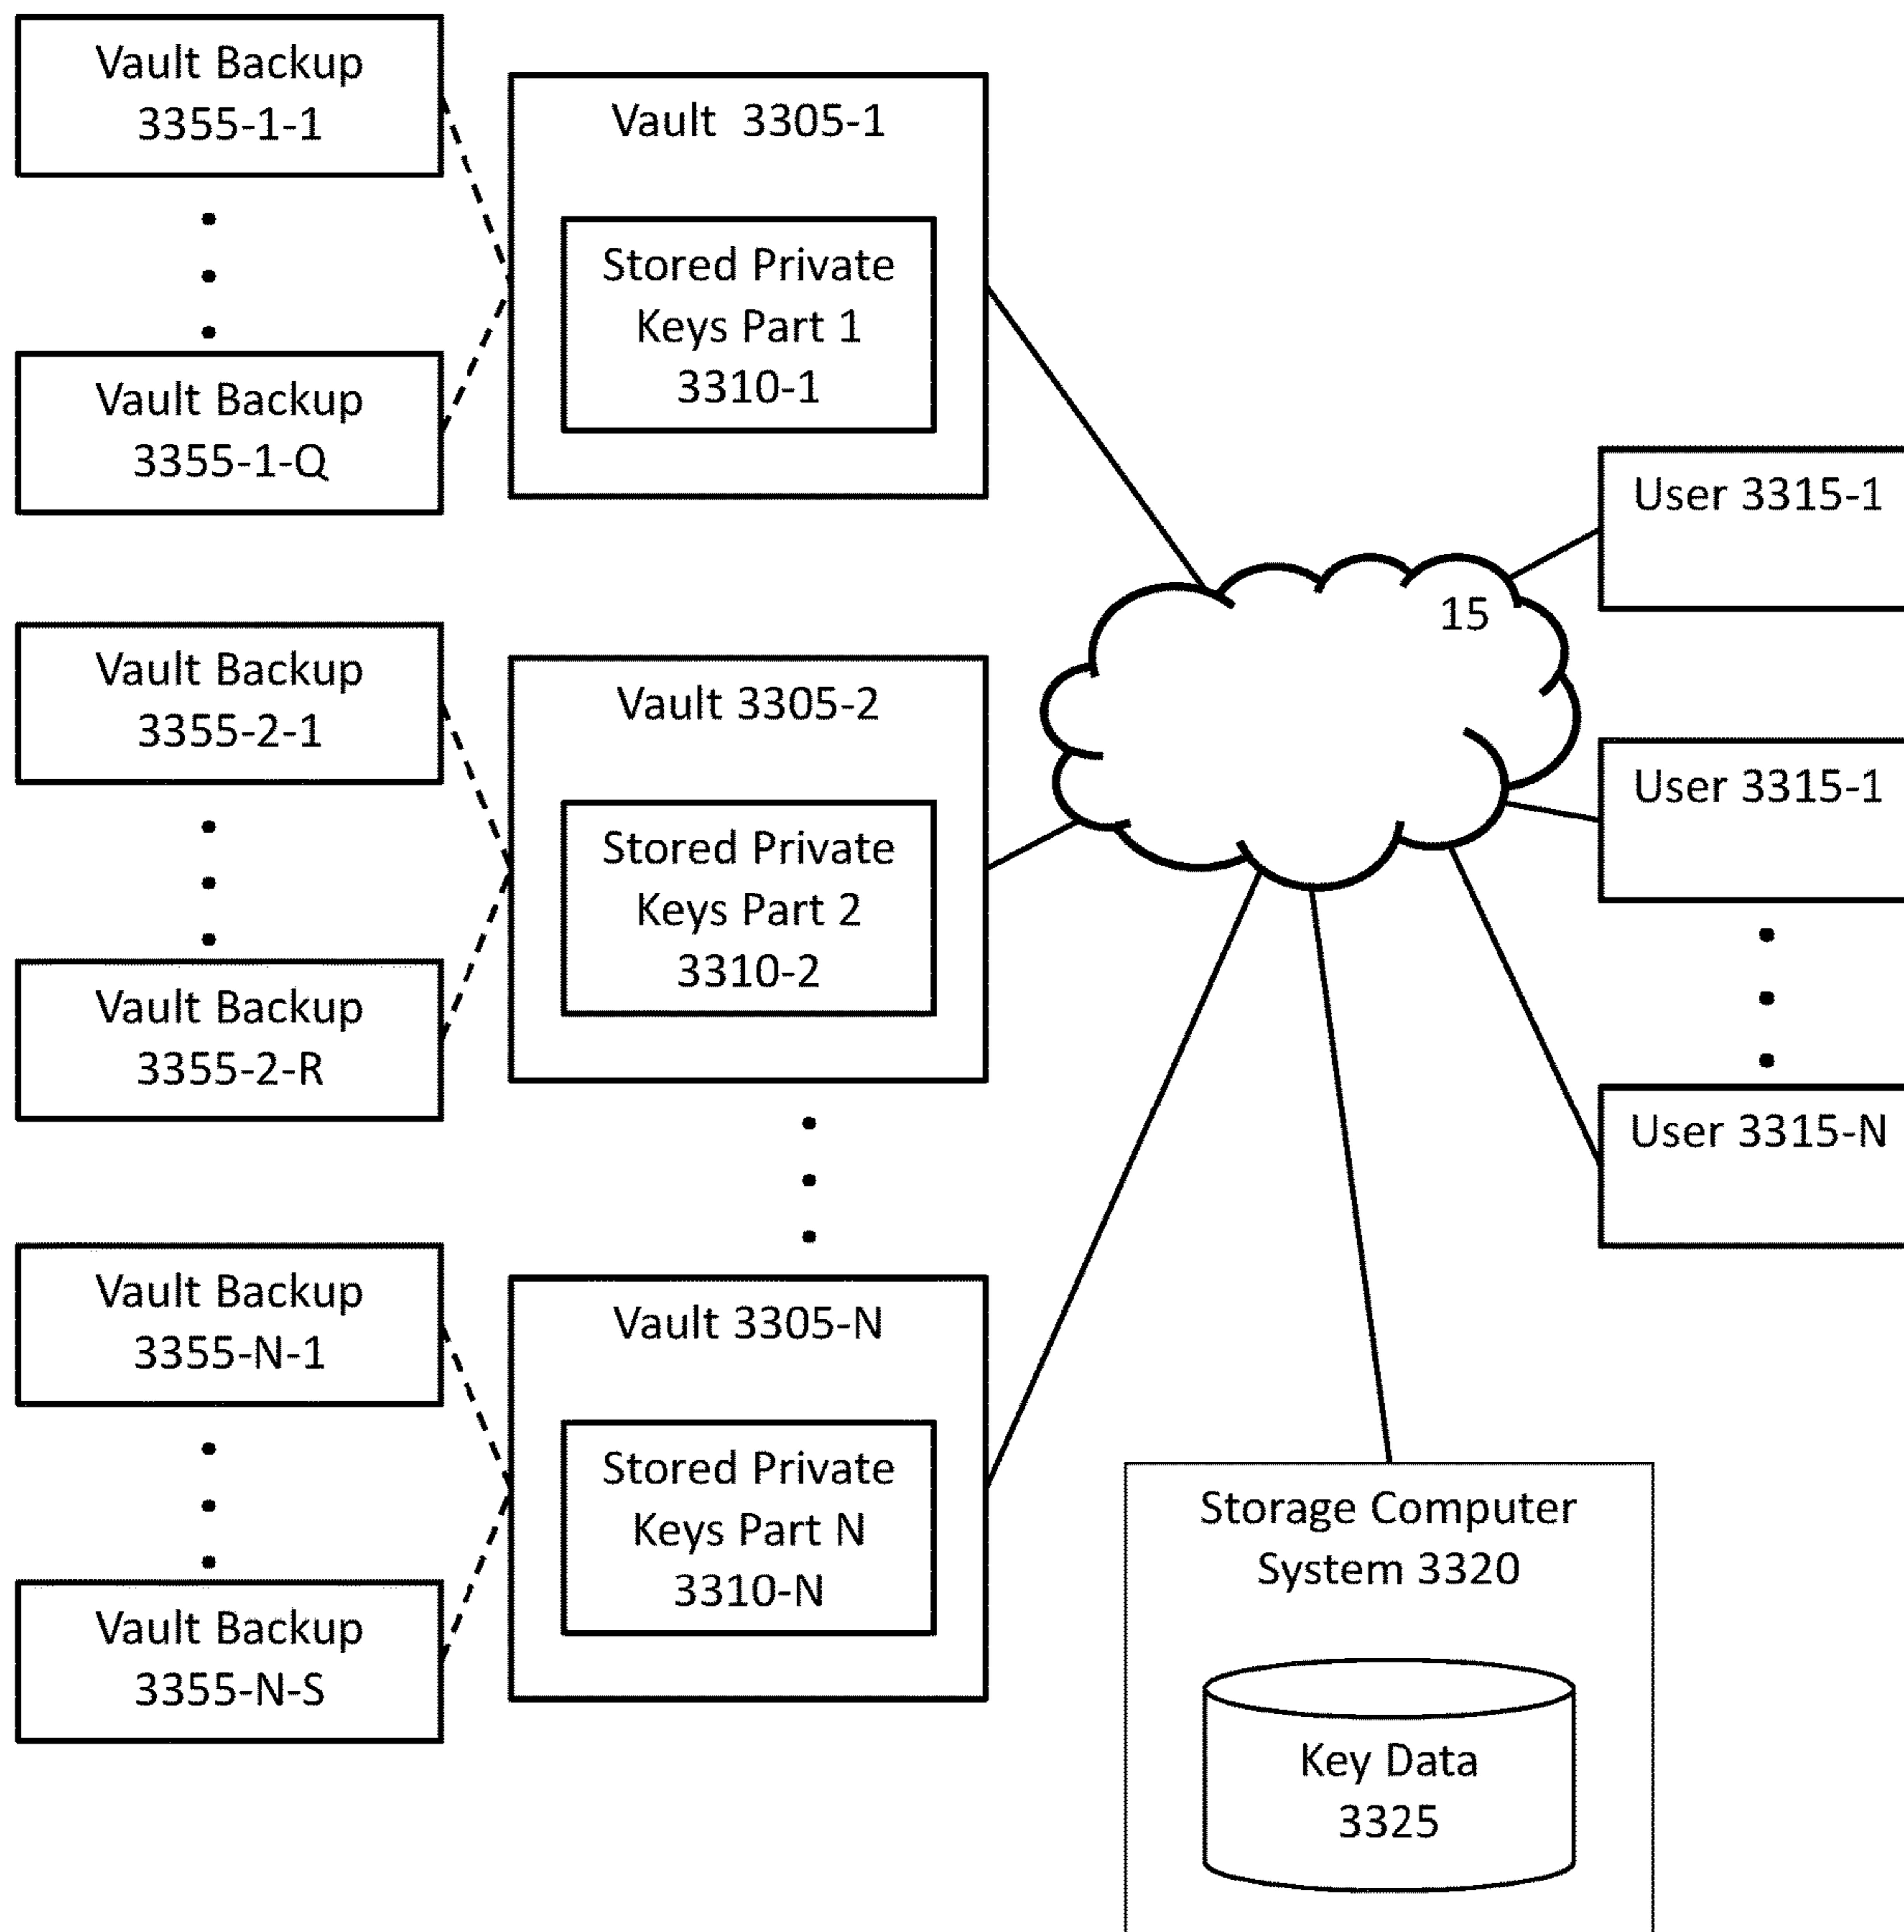 Vault Backup
3355-1-1
Vault Backup
3355-1-Q
Vault 3305-1
Stored Private
Keys Part 1
3310-1
Vault Backup
3355-2-1
Vault Backup
3355-2-R
Vault 3305-2
Stored Private
Keys Part 2
3310-2
Vault Backup
3355-N-1
Vault Backup
3355-N-S
Vault 3305-N
Stored Private
Keys Part N
3310-N
15
User 3315-1
User 3315-1
User 3315-N
Storage Computer
System 3320
Key Data
3325